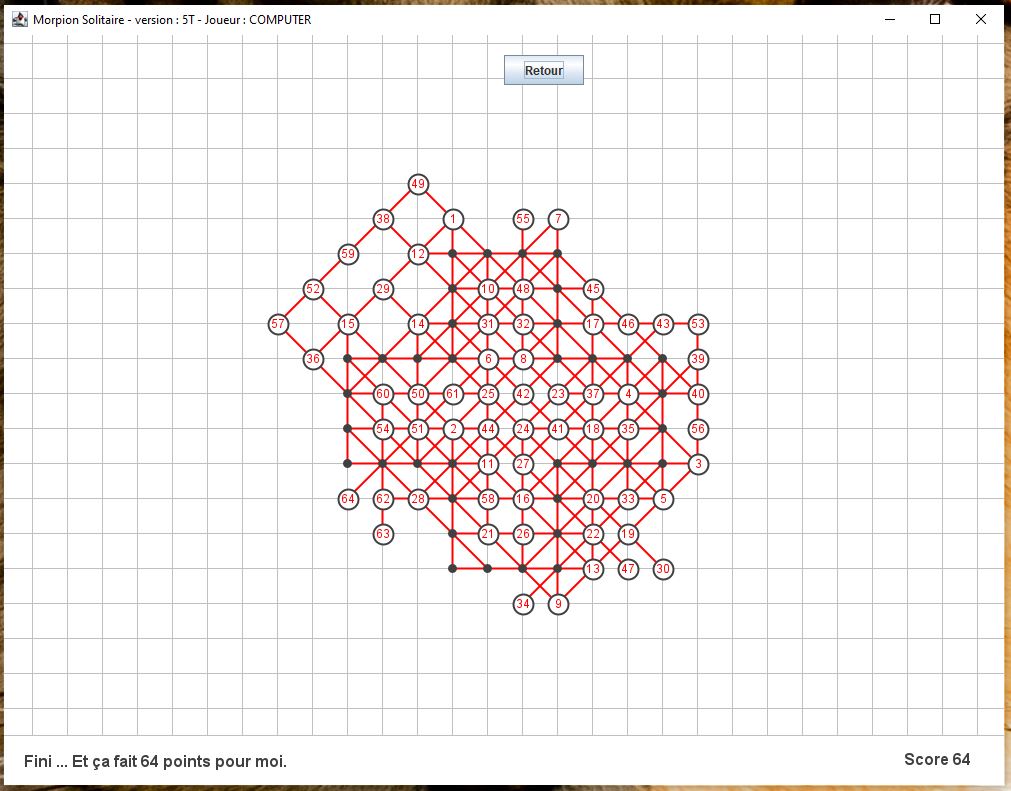 Morpion Solitaire - version : 5T - Joueur : COMPUTER
Retour
49
38 1 55 7
59 12
52 29 10 48 45
57 15 14 31 32 17 46 43 53
36 6 8 39
60 50 61 25 42 23 37 4 40
54 51 2 44 24 41 18 35 56
11 27 3
64 62 28 58 16 20 33 5
63 21 26 22 19
13 47 30
34 9
Fini ... Et ça fait 64 points pour moi.
Score 64